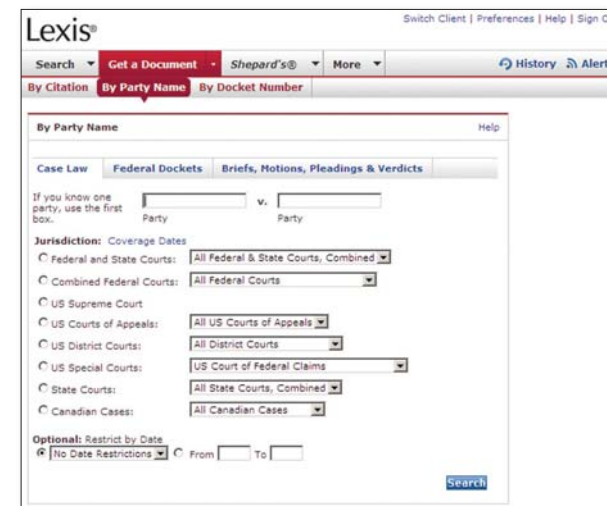 Switch Client | Preferences | Help | Sign O
Lexis®
Search Get a Document Shepard's® More History Alert
By Citation By Party Name By Docket Number
By Party Name Help
Case Law Federal Dockets Briefs, Motions, Pleadings & Verdicts
If you know one
party, use the first
box.
v.
Party Party
Jurisdiction: Coverage Dates
Federal and State Courts: All Federal & State Courts, Combined
Combined Federal Courts: All Federal Courts
US Supreme Court
US Courts of Appeals: All US Courts of Appeals
US District Courts: All District Courts
US Special Courts: US Court of Federal Claims
State Courts: All State Courts, Combined
Canadian Cases: All Canadian Cases
Optional: Restrict by Date
No Date Restrictions From To
Search